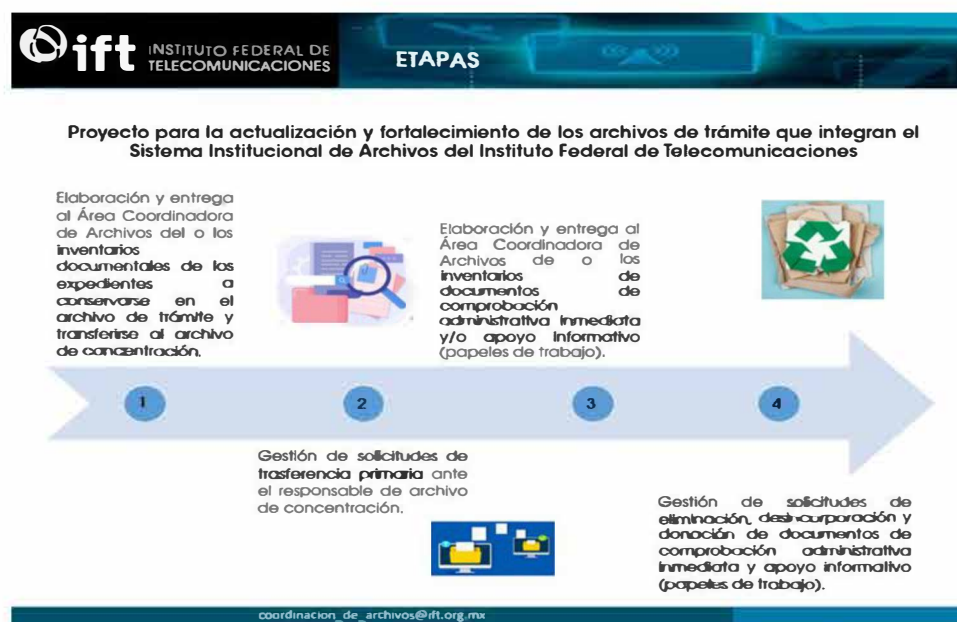 ift INSTITUTO FEDERAL DE
TELECOMUNICACIONES
ETAPAS
Proyecto para la actualización y fortalecimiento de los archivos de trámite que integran el
Sistema Institucional de Archivos del Instituto Federal de Telecomunicaciones
Elaboración y entrega
al Área Coordinadora
de Archivos del o los
inventarios
documentales de los
expedientes a
conservarse en el
archivo de trámite y
transferirse al archivo
de concentración.
Elaboración y entrega al
Área Coordinadora de
Archivos de o los
inventarios de
documentos de
comprobación
administrativa inmediata
y/o apoyo informativo
(papeles de trabajo).
1
2
3
4
Gestión de solicitudes de
trasferencia primaria ante
el responsable de archivo
de concentración.
Gestión de solicitudes de
eliminación, desincorporación y
donación de documentos de
comprobación administrativa
inmediata y apoyo informativo
(papeles de trabajo).
coordinacion_de_archivos@ift.org.mx